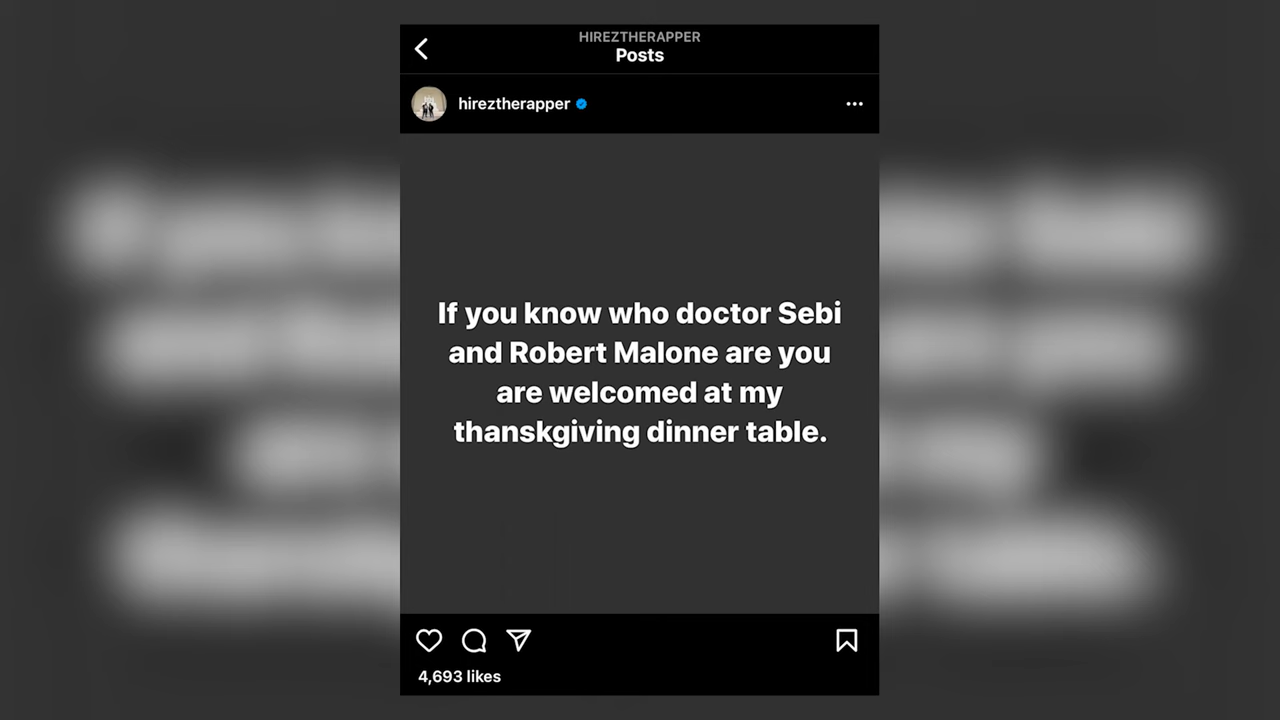 HIREZTHERAPPER
Posts
hireztherapper
If you know who doctor Sebi
and Robert Malone are you
are welcomed at my
thanskgiving dinner table.
4,693 likes